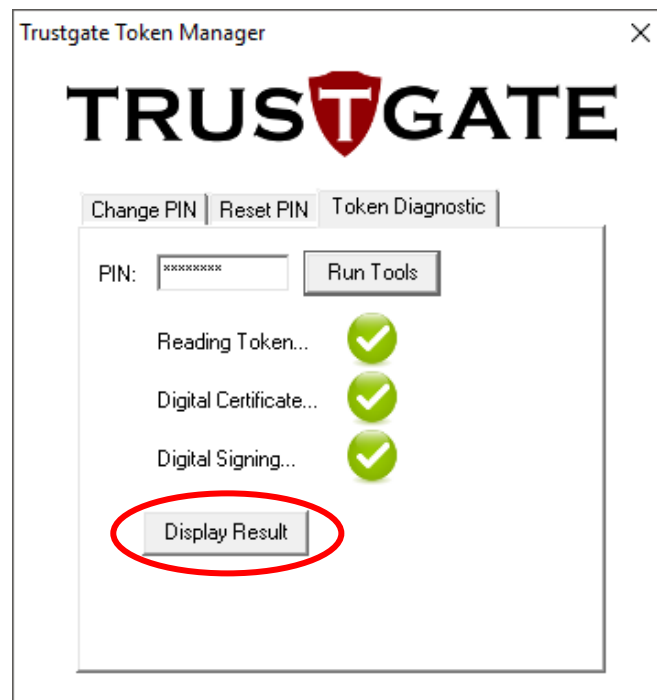 Trustgate Token Manager
TRUSTGATE
Change PIN Reset PIN Token Diagnostic
PIN: ******** Run Tools
Reading Token...
Digital Certificate...
Digital Signing...
Display Result